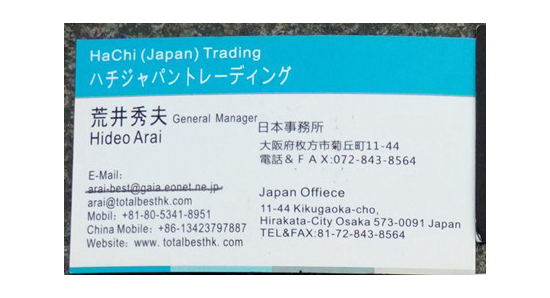 HaChi (Japan) Trading
ハチジャパントレーディング
荒井秀夫 General Manager
Hideo Arai
日本事務所
大阪府枚方市菊丘町11-44
電話＆ＦＡＸ:072-843-8564
E-Mail:
arai-best@gaia.eonet.ne.jp
arai@totalbesthk.com
Mobil: +81-80-5341-8951
China Mobile: +86-13423797887
Website: www. totalbesthk. com
Japan Offiece
11-44 Kikugaoka-cho,
Hirakata-City Osaka 573-0091 Japan
TEL&FAX:81-72-843-8564